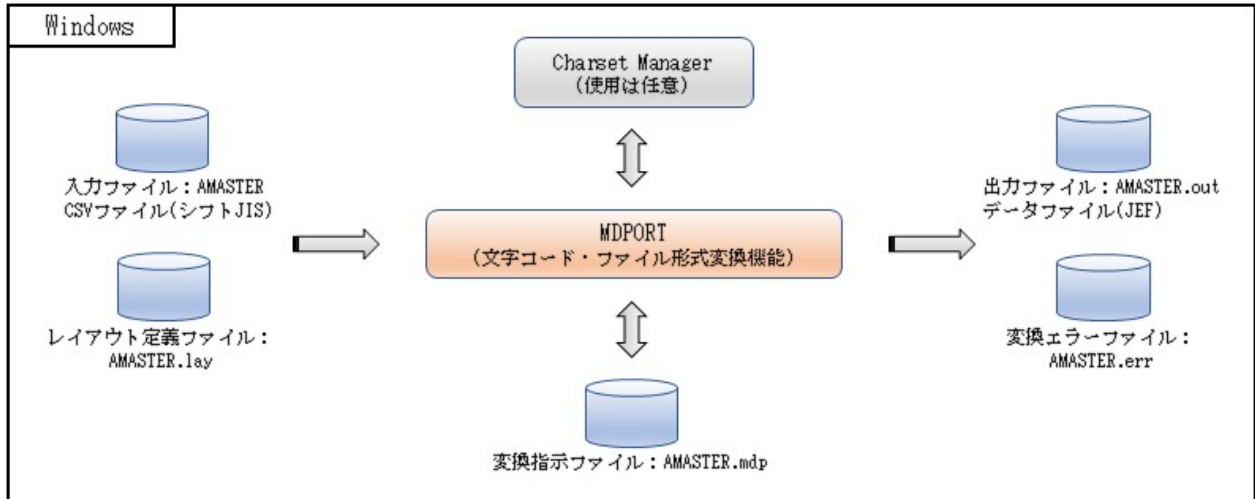 Windows
Charset Manager
(使用は任意)
入力ファイル：AMASTER
CSVファイル(シフトJIS)
レイアウト定義ファイル：
AMASTER.lay
MDPORT
(文字コード・ファイル形式変換機能)
変換指示ファイル：AMASTER.mdp
出力ファイル：AMASTER.out
データファイル(JEF)
変換エラーファイル：
AMASTER.err